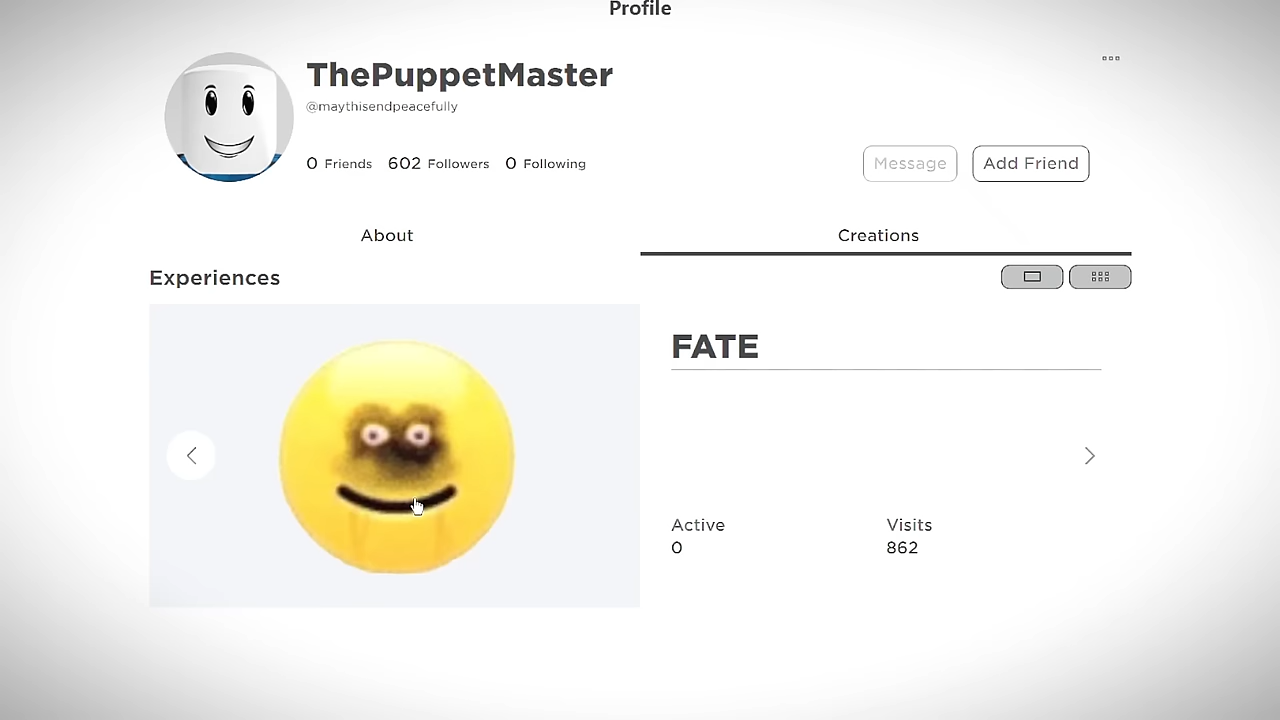 Profile
ThePuppetMaster
@maythisendpeacefully
0 Friends 602 Followers 0 Following
Message Add Friend
About Creations
Experiences
FATE
Active Visits
0 862